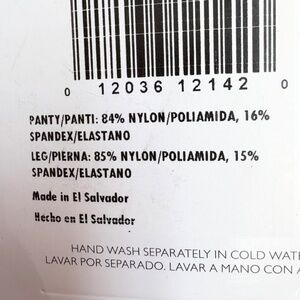 0 12036 12142 0
PANTY/PANTI: 84% NYLON/POLIAMIDA, 16%
SPANDEX/ELASTANO
LEG/PIERNA: 85% NYLON/POLIAMIDA, 15%
SPANDEX/ELASTANO
Made in El Salvador
Hecho en El Salvador
HAND WASH SEPARATELY IN COLD WATE
LAVAR POR SEPARADO. LAVAR A MANO CON A